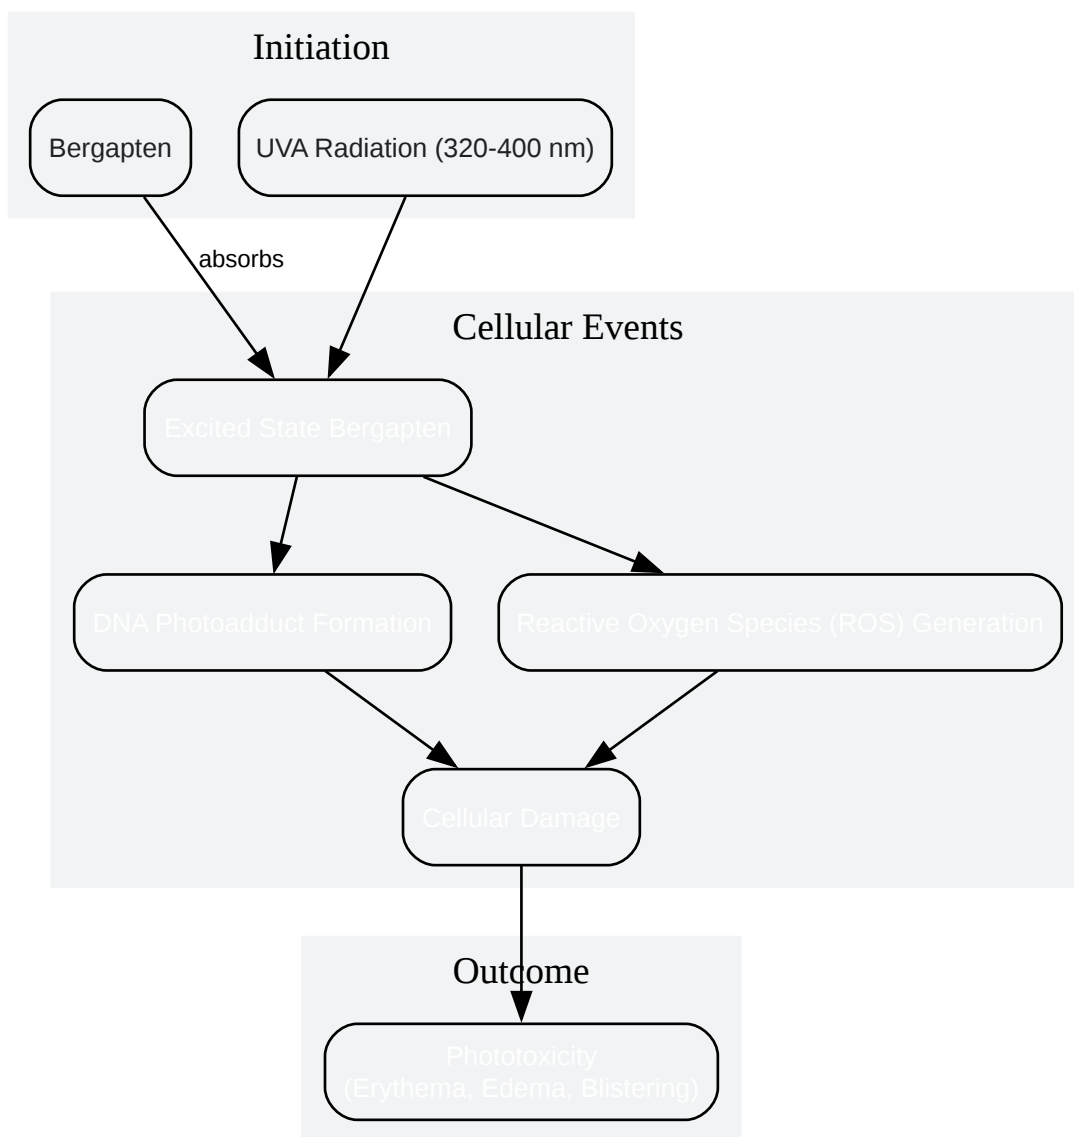 Initiation
Bergapten
UVA Radiation (320-400 nm)
absorbs
Cellular Events
Excited State Bergapten
DNA Photoadduct Formation
Reactive Oxygen Species (ROS) Generation
Cellular Damage
Outcome
Phototoxicity
(Erythema, Edema, Blistering)